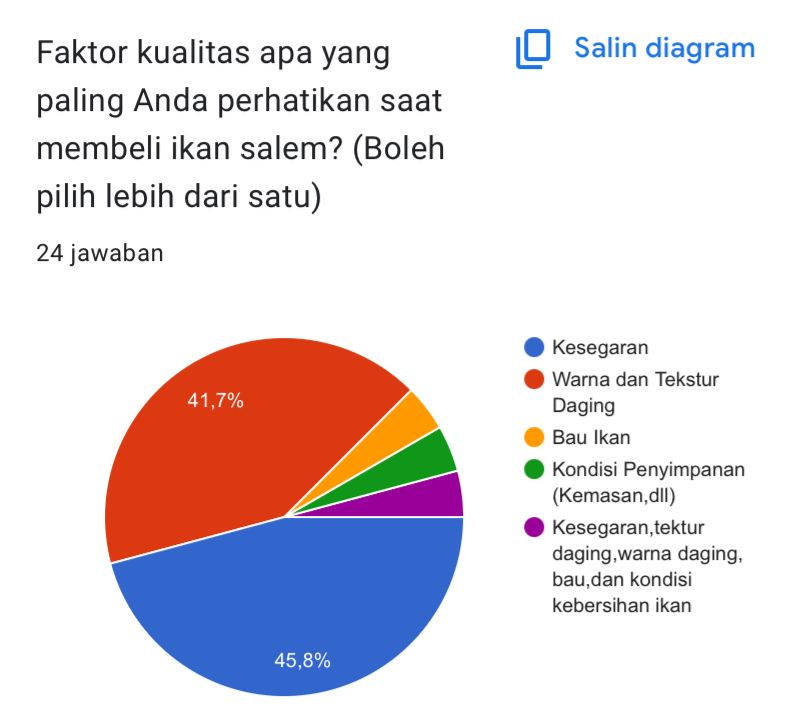 Faktor kualitas apa yang
paling Anda perhatikan saat
membeli ikan salem? (Boleh
pilih lebih dari satu)
Salin diagram
24 jawaban
41,7%
45,8%
Kesegaran
Warna dan Tekstur
Daging
Bau Ikan
Kondisi Penyimpanan
(Kemasan,dll)
Kesegaran,tektur
daging,warna daging,
bau,dan kondisi
kebersihan ikan